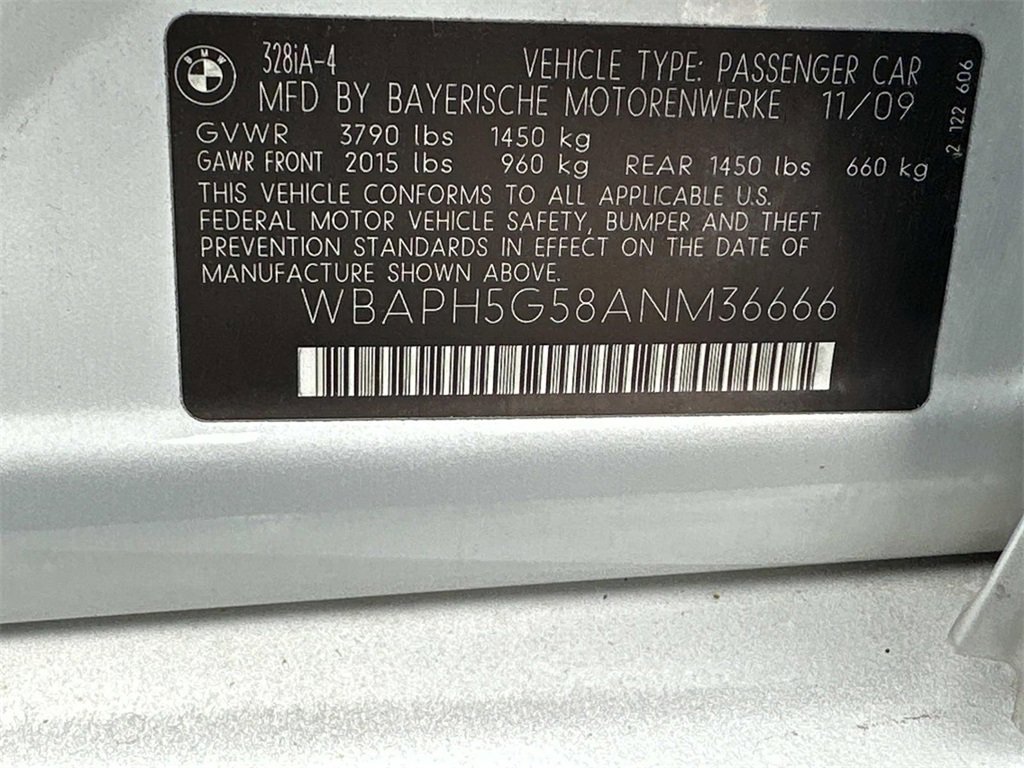 BMW
328iA-4 VEHICLE TYPE: PASSENGER CAR
MFD BY BAYERISCHE MOTORENWERKE 11/09
GVWR 3790 lbs 1450 kg
GAWR FRONT 2015 lbs 960 kg REAR 1450 lbs 660 kg
THIS VEHICLE CONFORMS TO ALL APPLICABLE U.S.
FEDERAL MOTOR VEHICLE SAFETY, BUMPER AND THEFT
PREVENTION STANDARDS IN EFFECT ON THE DATE OF
MANUFACTURE SHOWN ABOVE.
WBAPH5G58ANM36666
2 122 606